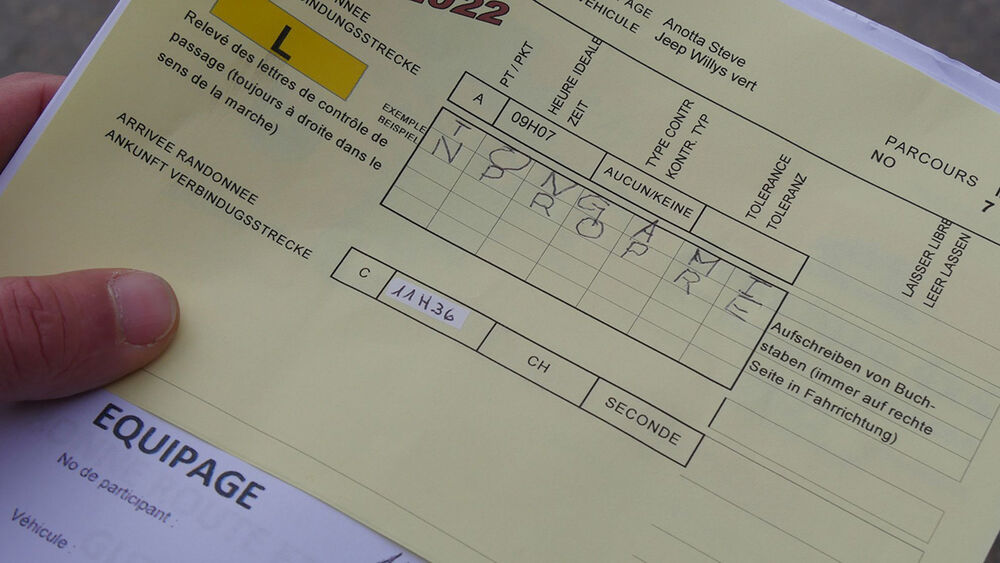 2022
PAGE Anotta Steve
VEHICULE Jeep Willys vert
PARCOURS
NO 7
NNEE
BINDUNGSSTRECKE
PT / PKT
HEURE IDEALE
ZEIT
TYPE CONTR
KONTR. TYP
TOLERANCE
TOLERANZ
LAISSER LIBRE
LEER LASSEN
L
Relevé des lettres de contrôle de
passage (toujours à droite dans le
sens de la marche)
EXEMPLE
BEISPIEL
A 09H07 AUCUN/KEINE
T O N G A M I
N P R O P R E
Aufschreiben von Buch-
staben (immer auf rechte
Seite in Fahrrichtung)
ARRIVEE RANDONNEE
ANKUNFT VERBINDUGSSTRECKE
C 11H36 CH SECONDE
EQUIPAGE
No de participant :
Véhicule :